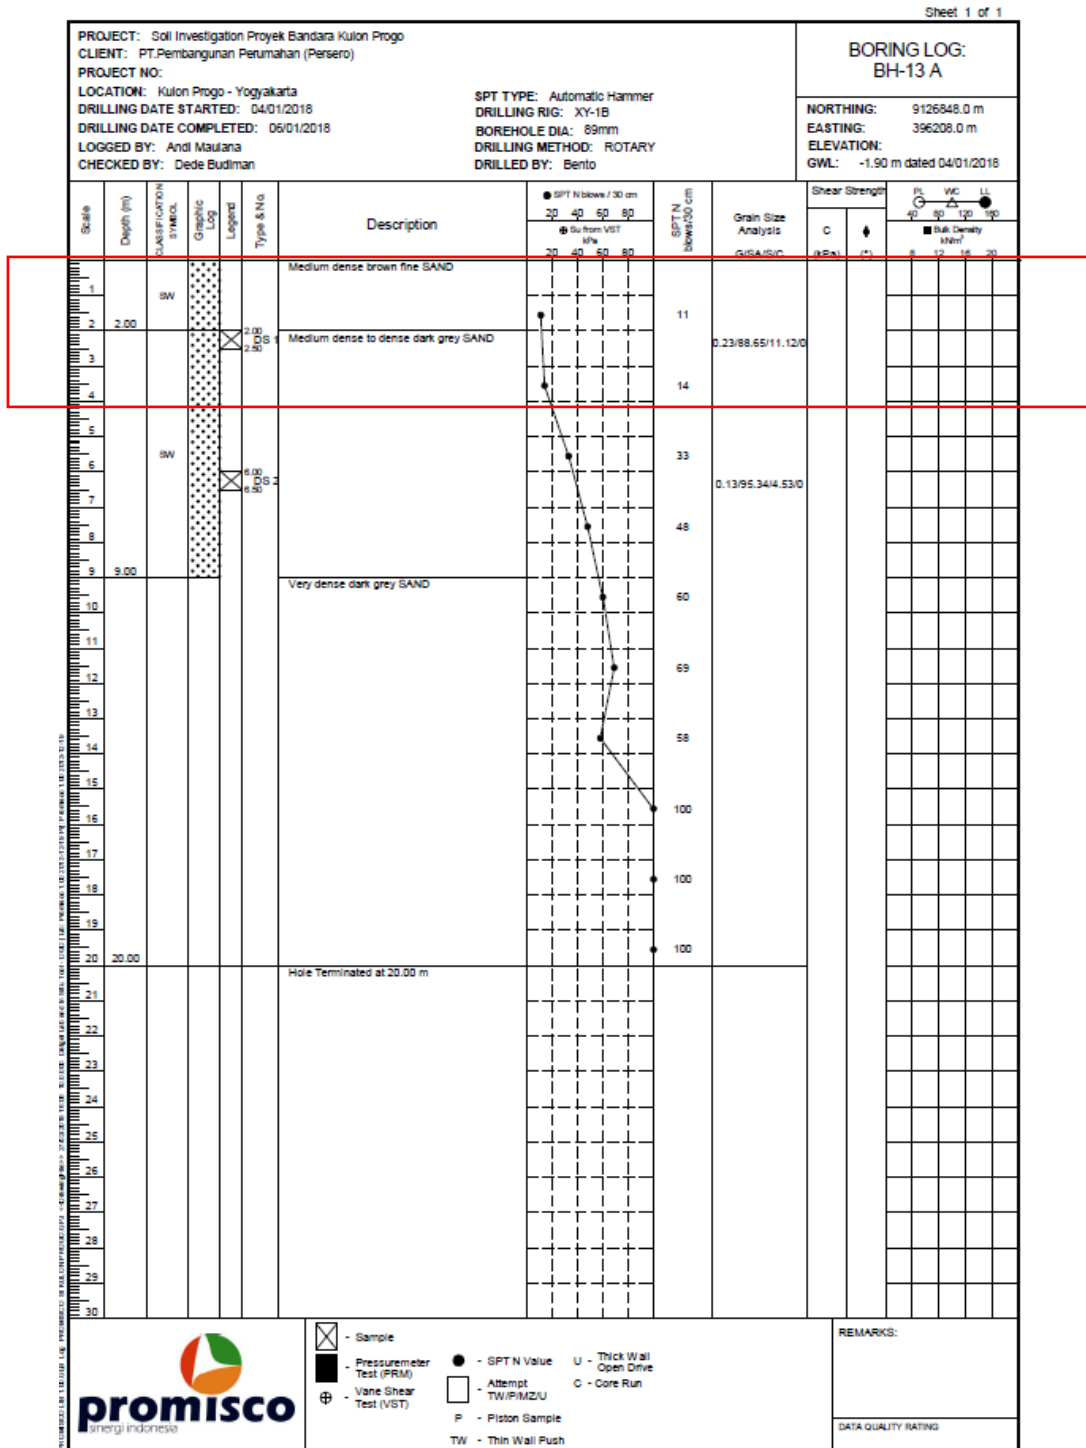 Sheet 1 of 1
PROJECT: Soil Investigation Proyek Bandara Kulon Progo
CLIENT: PT.Pembangunan Perumahan (Persero)
PROJECT NO:
LOCATION: Kulon Progo - Yogyakarta
DRILLING DATE STARTED: 04/01/2018
DRILLING DATE COMPLETED: 06/01/2018
LOGGED BY: Andi Maulana
CHECKED BY: Dede Budiman
SPT TYPE: Automatic Hammer
DRILLING RIG: XY-1B
BOREHOLE DIA: 89mm
DRILLING METHOD: ROTARY
DRILLED BY: Bento
BORING LOG:
BH-13 A
NORTHING: 9126848.0 m
EASTING: 396208.0 m
ELEVATION:
GWL: -1.90 m dated 04/01/2018
Scale
Depth (m)
CLASSIFICATION
SYMBOL
Graphic
Log
Legend
Type & No.
Description
SPT N blows / 30 cm
20 40 60 80
Su from VST
kPa
20 40 60 80
SPT N
blows/30 cm
Grain Size
Analysis
G/SA/S/C
Shear Strength
C
(kPa) (°)
PL WC LL
40 80 120 160
Bulk Density
kN/m³
8 12 16 20
Medium dense brown fine SAND
1
SW
11
2 2.00
2.00
DS 1
2.50
Medium dense to dense dark grey SAND
0.23/88.65/11.12/0
3
14
4
5
SW
33
6
6.00
DS 2
6.50
0.13/95.34/4.53/0
7
48
8
9 9.00
Very dense dark grey SAND
60
10
11
69
12
13
58
14
15
100
16
17
100
18
19
100
20 20.00
Hole Terminated at 20.00 m
21
22
23
24
25
26
27
28
29
30
promisco
sinergi indonesia
- Sample
- Pressuremeter
Test (PRM)
- Vane Shear
Test (VST)
- SPT N Value
- Attempt
TW/P/MZ/U
P - Piston Sample
TW - Thin Wall Push
U - Thick Wall
Open Drive
C - Core Run
REMARKS:
DATA QUALITY RATING